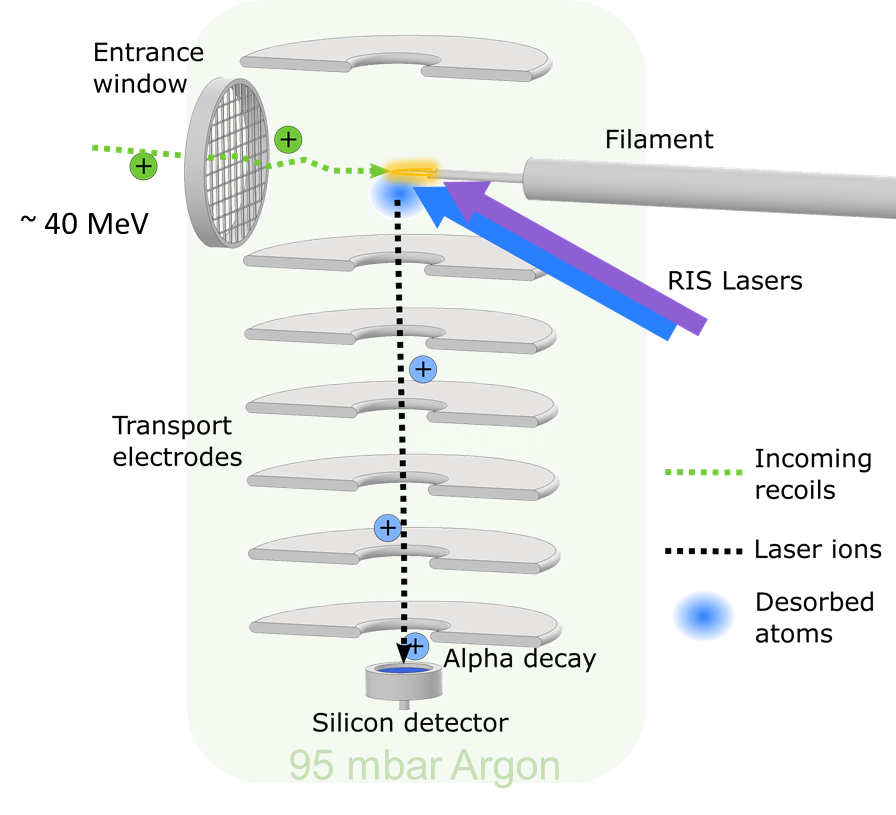 Entrance
window
Filament
~ 40 MeV
RIS Lasers
Transport
electrodes
Incoming
recoils
Laser ions
Desorbed
atoms
Alpha decay
Silicon detector
95 mbar Argon